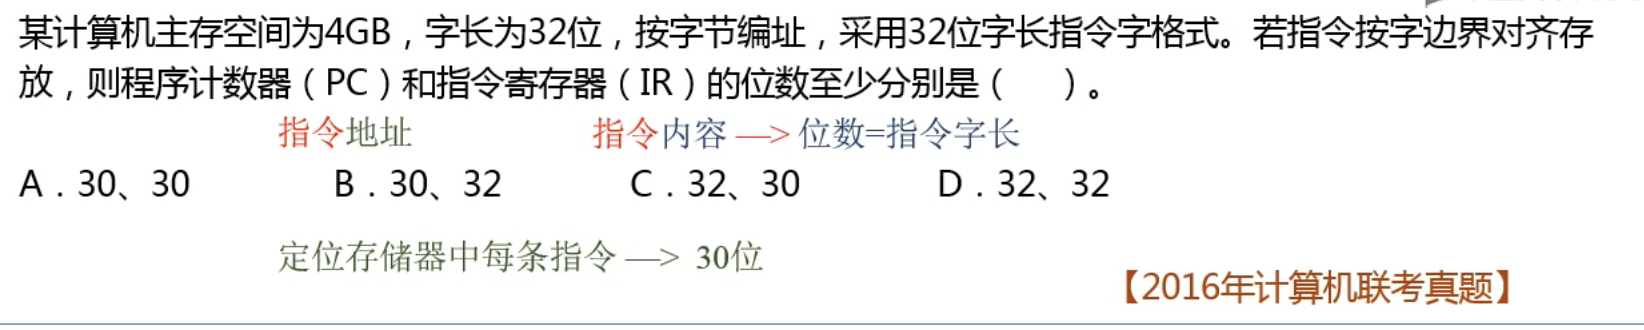 某计算机主存空间为4GB，字长为32位，按字节编址，采用32位字长指令字格式。若指令按字边界对齐存
放，则程序计数器（PC）和指令寄存器（IR）的位数至少分别是（　　）。
指令地址 指令内容 —> 位数=指令字长
A．30、30 B．30、32 C．32、30 D．32、32
定位存储器中每条指令 —> 30位
【2016年计算机联考真题】